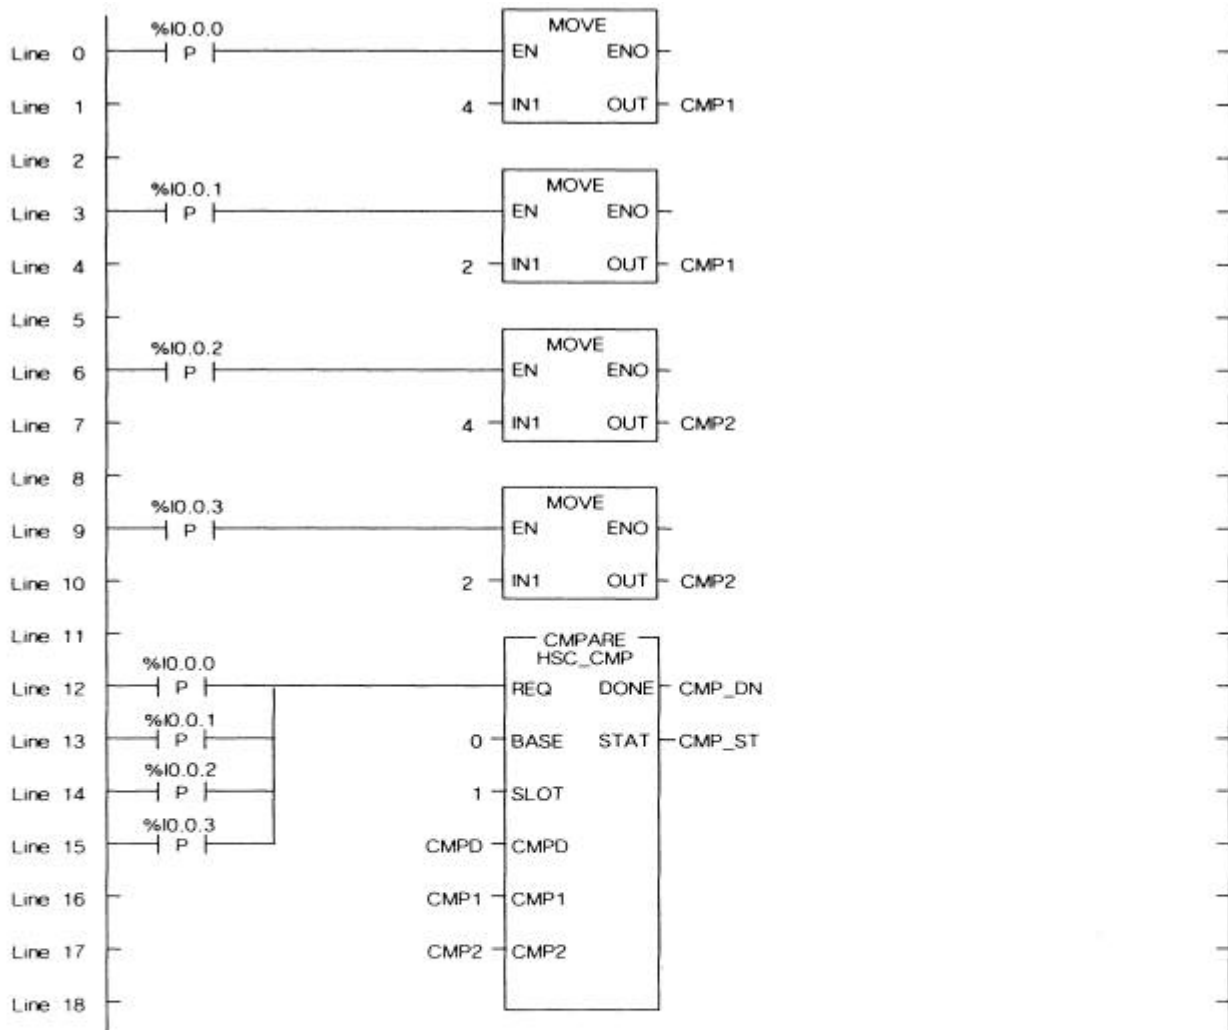 %I0.0.0 MOVE
Line 0 P EN ENO
Line 1 4 IN1 OUT CMP1
Line 2
%I0.0.1 MOVE
Line 3 P EN ENO
Line 4 2 IN1 OUT CMP1
Line 5
%I0.0.2 MOVE
Line 6 P EN ENO
Line 7 4 IN1 OUT CMP2
Line 8
%I0.0.3 MOVE
Line 9 P EN ENO
Line 10 2 IN1 OUT CMP2
Line 11 CMPARE
%I0.0.0 HSC_CMP
Line 12 P REQ DONE CMP_DN
%I0.0.1
Line 13 P 0 BASE STAT CMP_ST
%I0.0.2
Line 14 P 1 SLOT
%I0.0.3
Line 15 P CMPD CMPD
Line 16 CMP1 CMP1
Line 17 CMP2 CMP2
Line 18